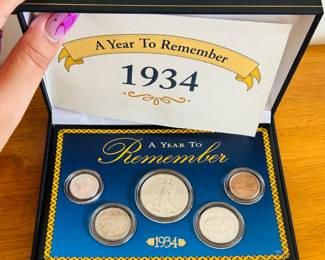 A Year To Remember
1934
A YEAR TO
Remember
1934